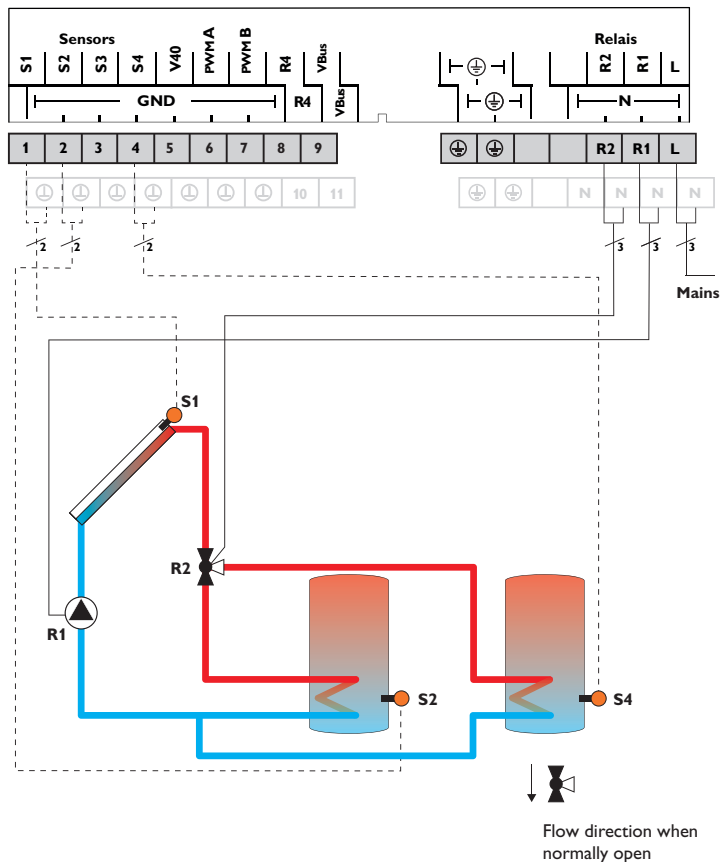 Sensors
Relais
S1 S2 S3 S4 V40 PWM A PWM B R4 VBus R2 R1 L
GND R4 VBus N
1 2 3 4 5 6 7 8 9 R2 R1 L
10 11 N N N N
2 2 2 3 3 3
Mains
S1
R2
R1
S2
S4
Flow direction when
normally open